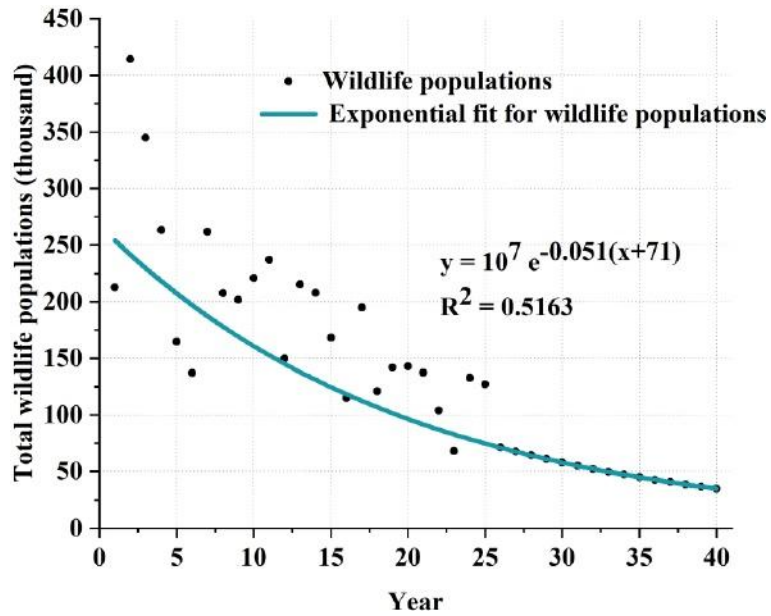 Total wildlife populations (thousand)
450
400
350
300
250
200
150
100
50
0
Wildlife populations
Exponential fit for wildlife populations
y = 10⁷ e^-0.051(x+71)
R² = 0.5163
0 5 10 15 20 25 30 35 40
Year